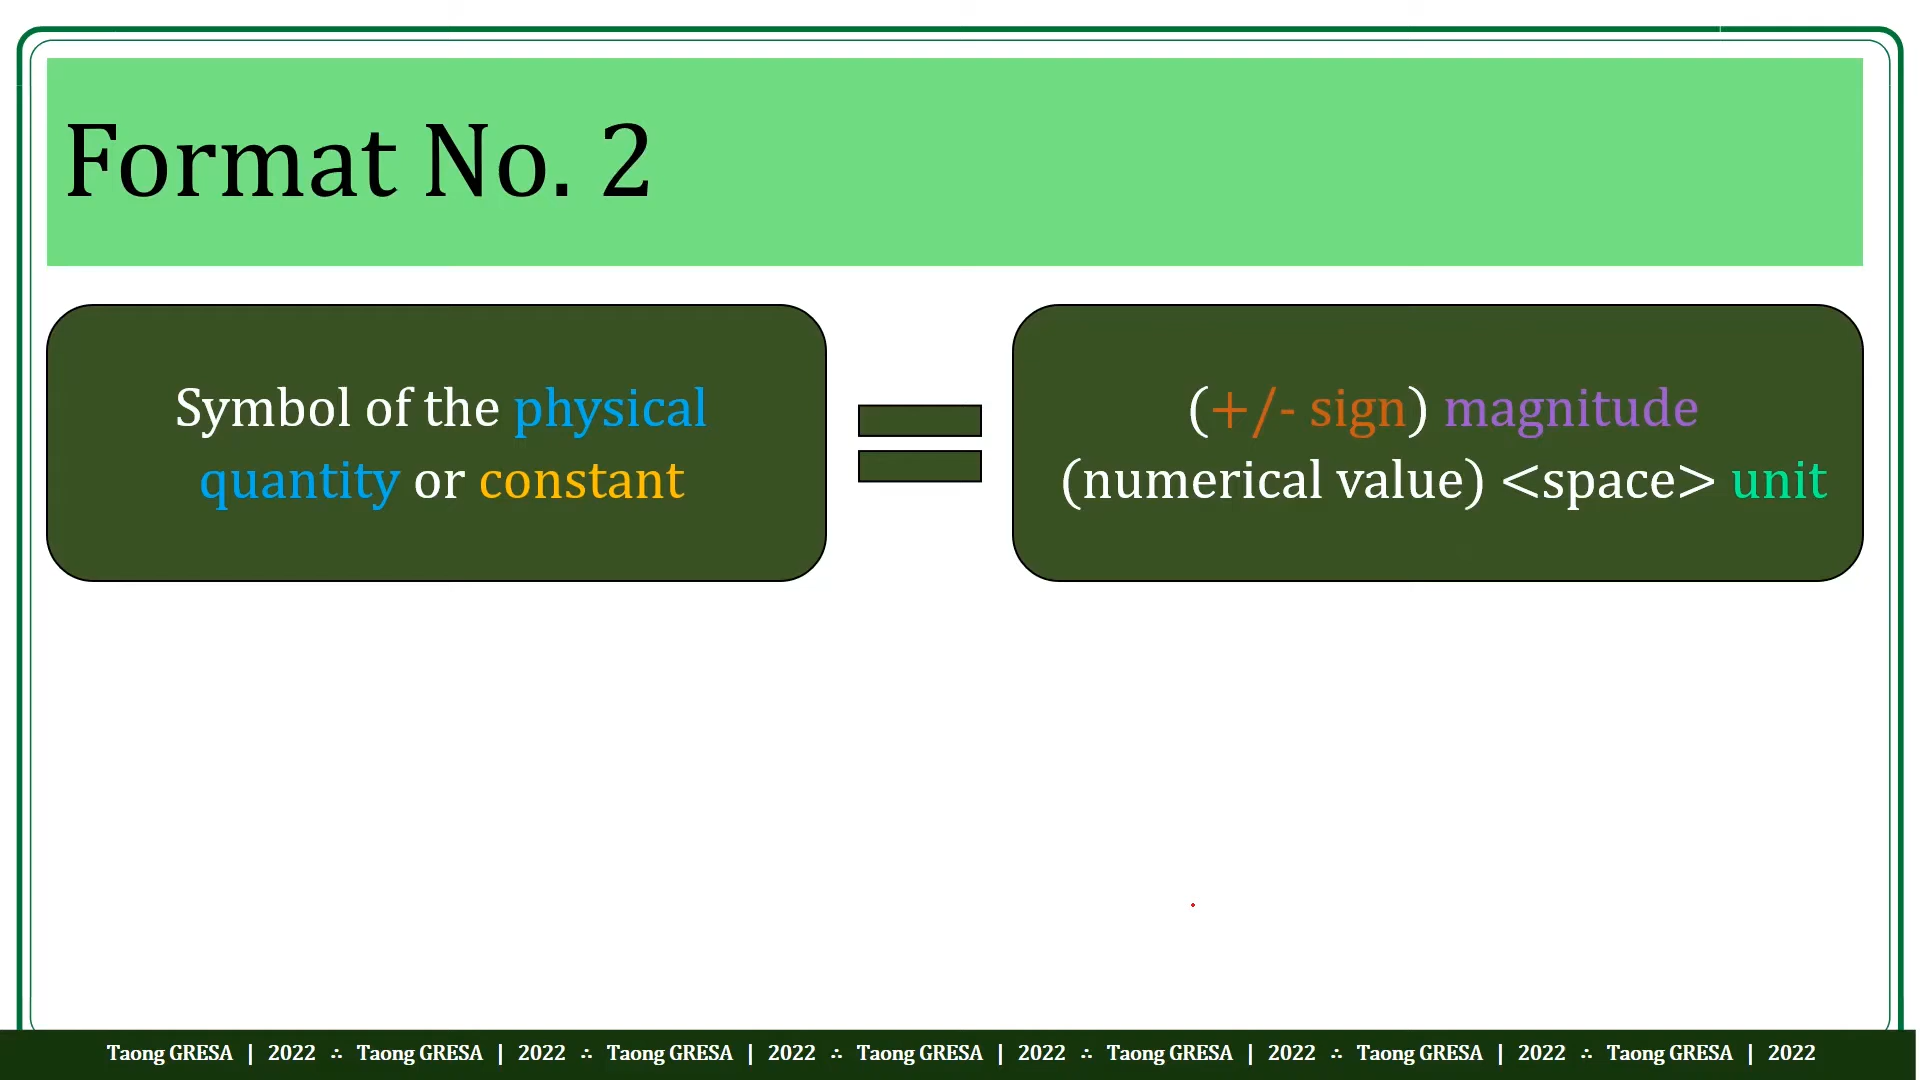 Format No. 2
Symbol of the physical
quantity or constant
(+/- sign) magnitude
(numerical value) <space> unit
Taong GRESA | 2022 ∴ Taong GRESA | 2022 ∴ Taong GRESA | 2022 ∴ Taong GRESA | 2022 ∴ Taong GRESA | 2022 ∴ Taong GRESA | 2022 ∴ Taong GRESA | 2022